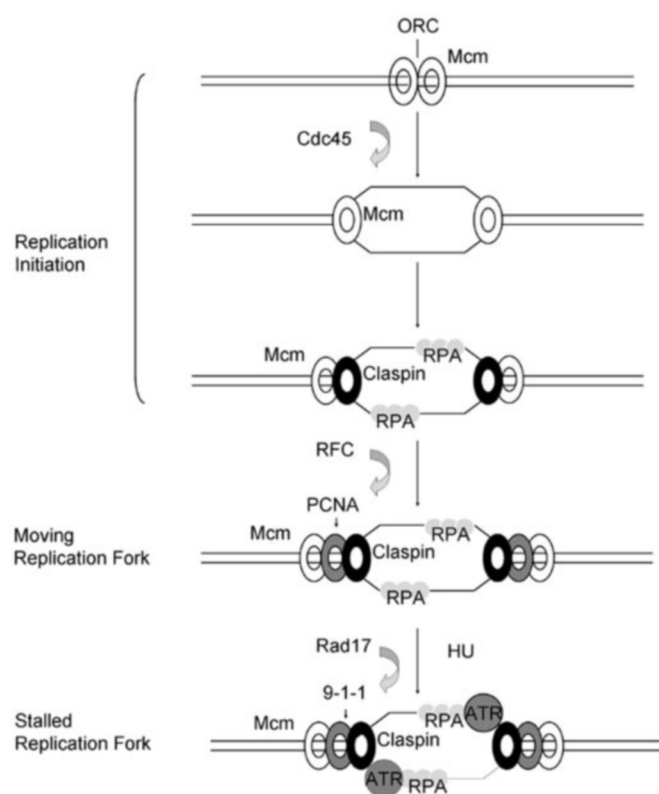 ORC
Mcm
Cdc45
Mcm
Replication
Initiation
Mcm
RPA
Claspin
RPA
RFC
PCNA
Moving
Replication Fork
Mcm
RPA
Claspin
RPA
Rad17
HU
9-1-1
Stalled
Replication Fork
Mcm
RPA
ATR
Claspin
ATR
RPA